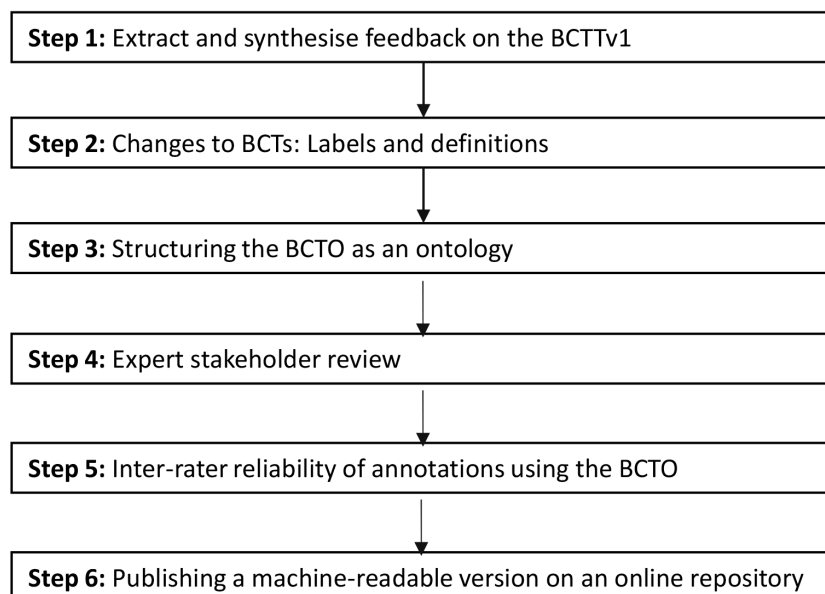 Step 1: Extract and synthesise feedback on the BCTTv1
Step 2: Changes to BCTs: Labels and definitions
Step 3: Structuring the BCTO as an ontology
Step 4: Expert stakeholder review
Step 5: Inter-rater reliability of annotations using the BCTO
Step 6: Publishing a machine-readable version on an online repository